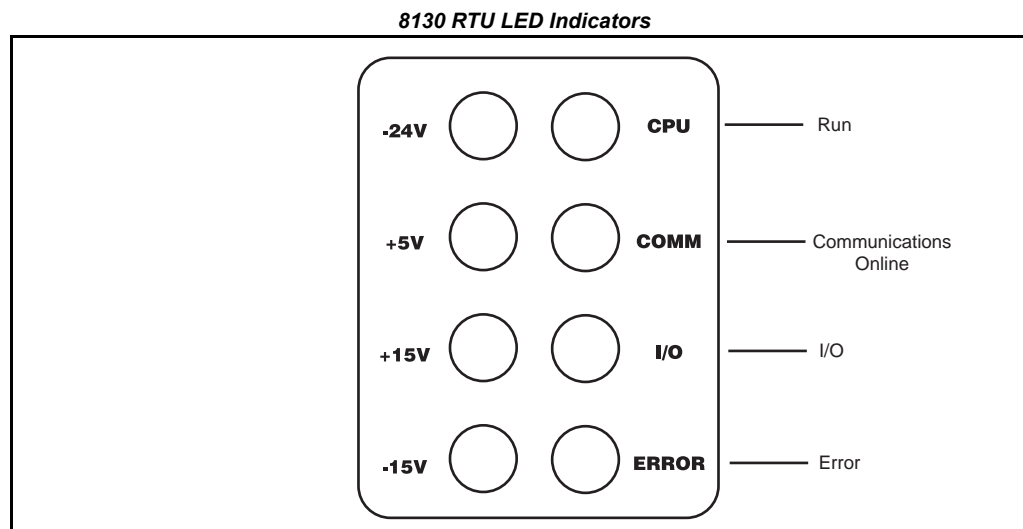 8130 RTU LED Indicators
-24V CPU Run
+5V COMM Communications
Online
+15V I/O I/O
-15V ERROR Error